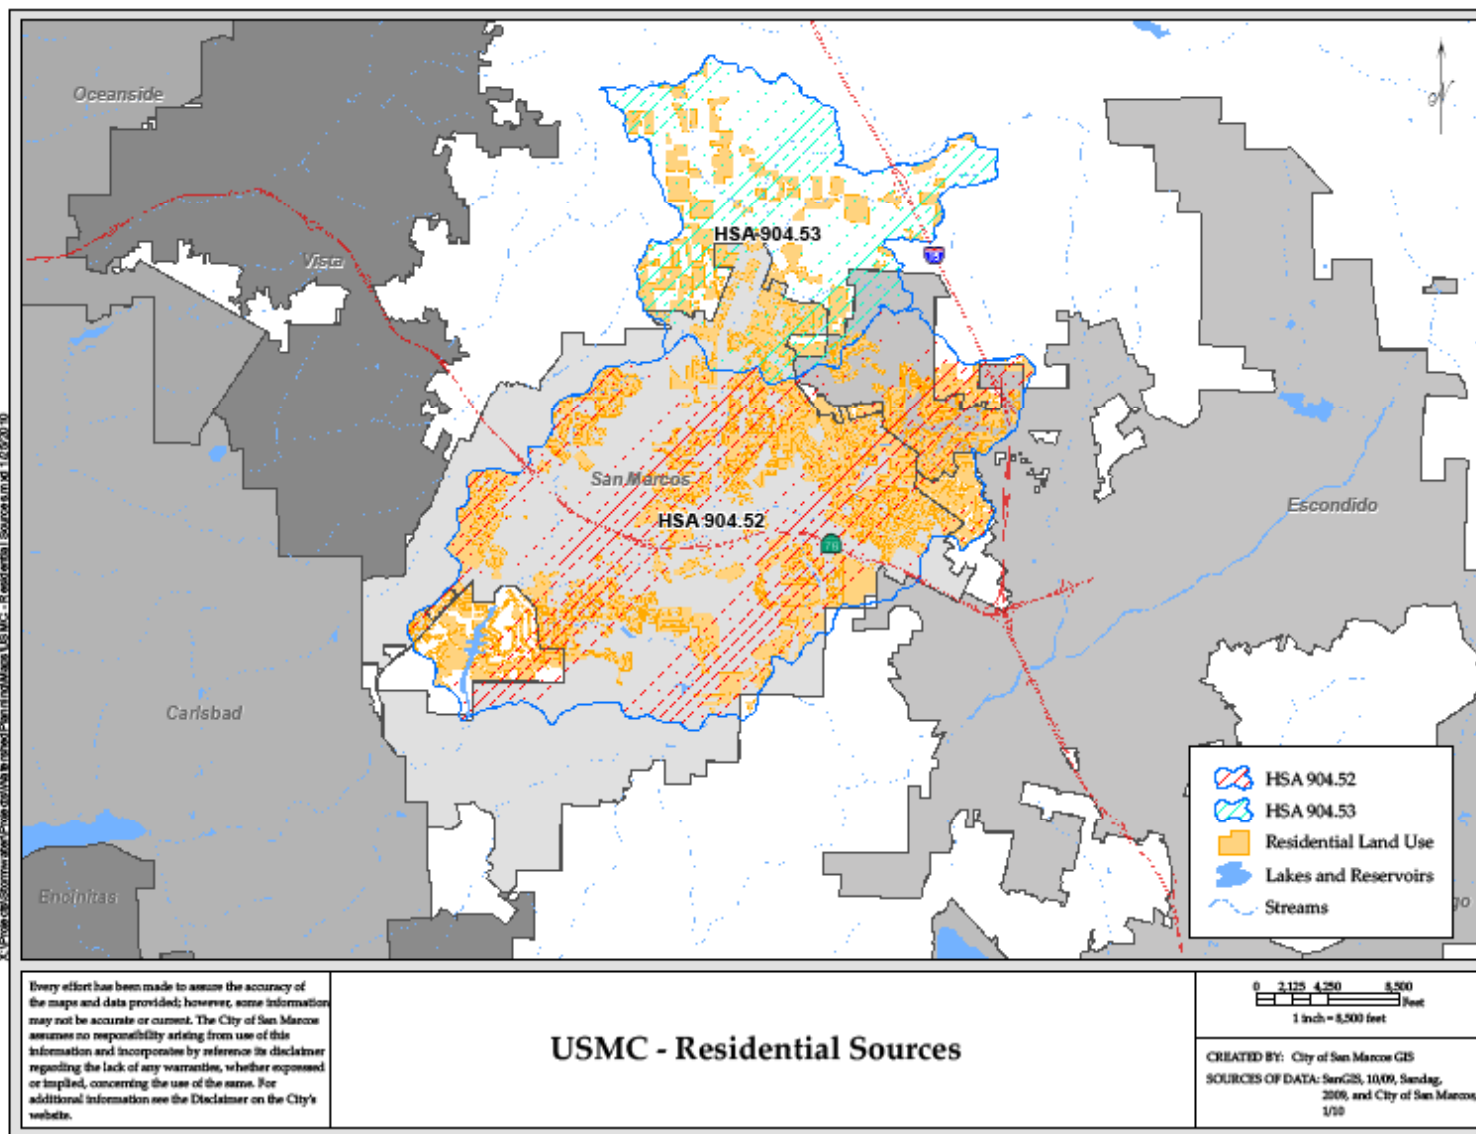 Oceanside
Vista
HSA 904.53
15
San Marcos
HSA 904.52
78
Escondido
Carlsbad
Encinitas
HSA 904.52
HSA 904.53
Residential Land Use
Lakes and Reservoirs
Streams
go
Every effort has been made to assure the accuracy of
the maps and data provided; however, some information
may not be accurate or current. The City of San Marcos
assumes no responsibility arising from use of this
information and incorporates by reference its disclaimer
regarding the lack of any warranties, whether expressed
or implied, concerning the use of the same. For
additional information see the Disclaimer on the City's
website.
USMC - Residential Sources
0 2,125 4,250 8,500
Feet
1 inch = 8,500 feet
CREATED BY: City of San Marcos GIS
SOURCES OF DATA: SanGIS, 10/09, Sandag,
2009, and City of San Marcos,
1/10